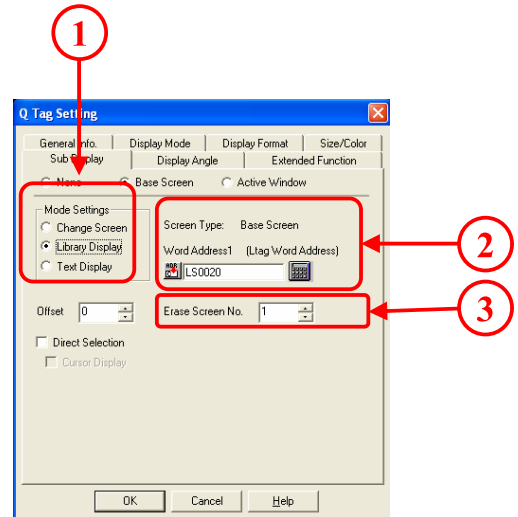 1
Q Tag Setting
General Info. Display Mode Display Format Size/Color
Sub Display Display Angle Extended Function
None Base Screen Active Window
Mode Settings
Change Screen
Library Display
Text Display
Screen Type: Base Screen
Word Address1 (Ltag Word Address)
LS0020
2
Offset 0
Erase Screen No. 1
3
Direct Selection
Cursor Display
OK Cancel Help